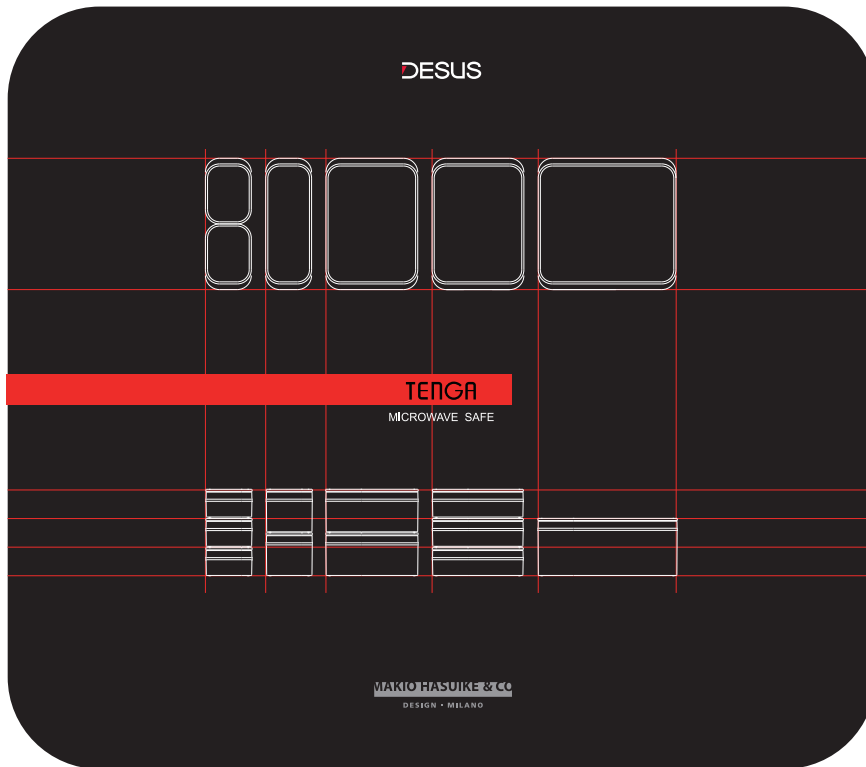 DESUS
TENGA
MICROWAVE SAFE
MAKIO HASUIKE & CO
DESIGN • MILANO